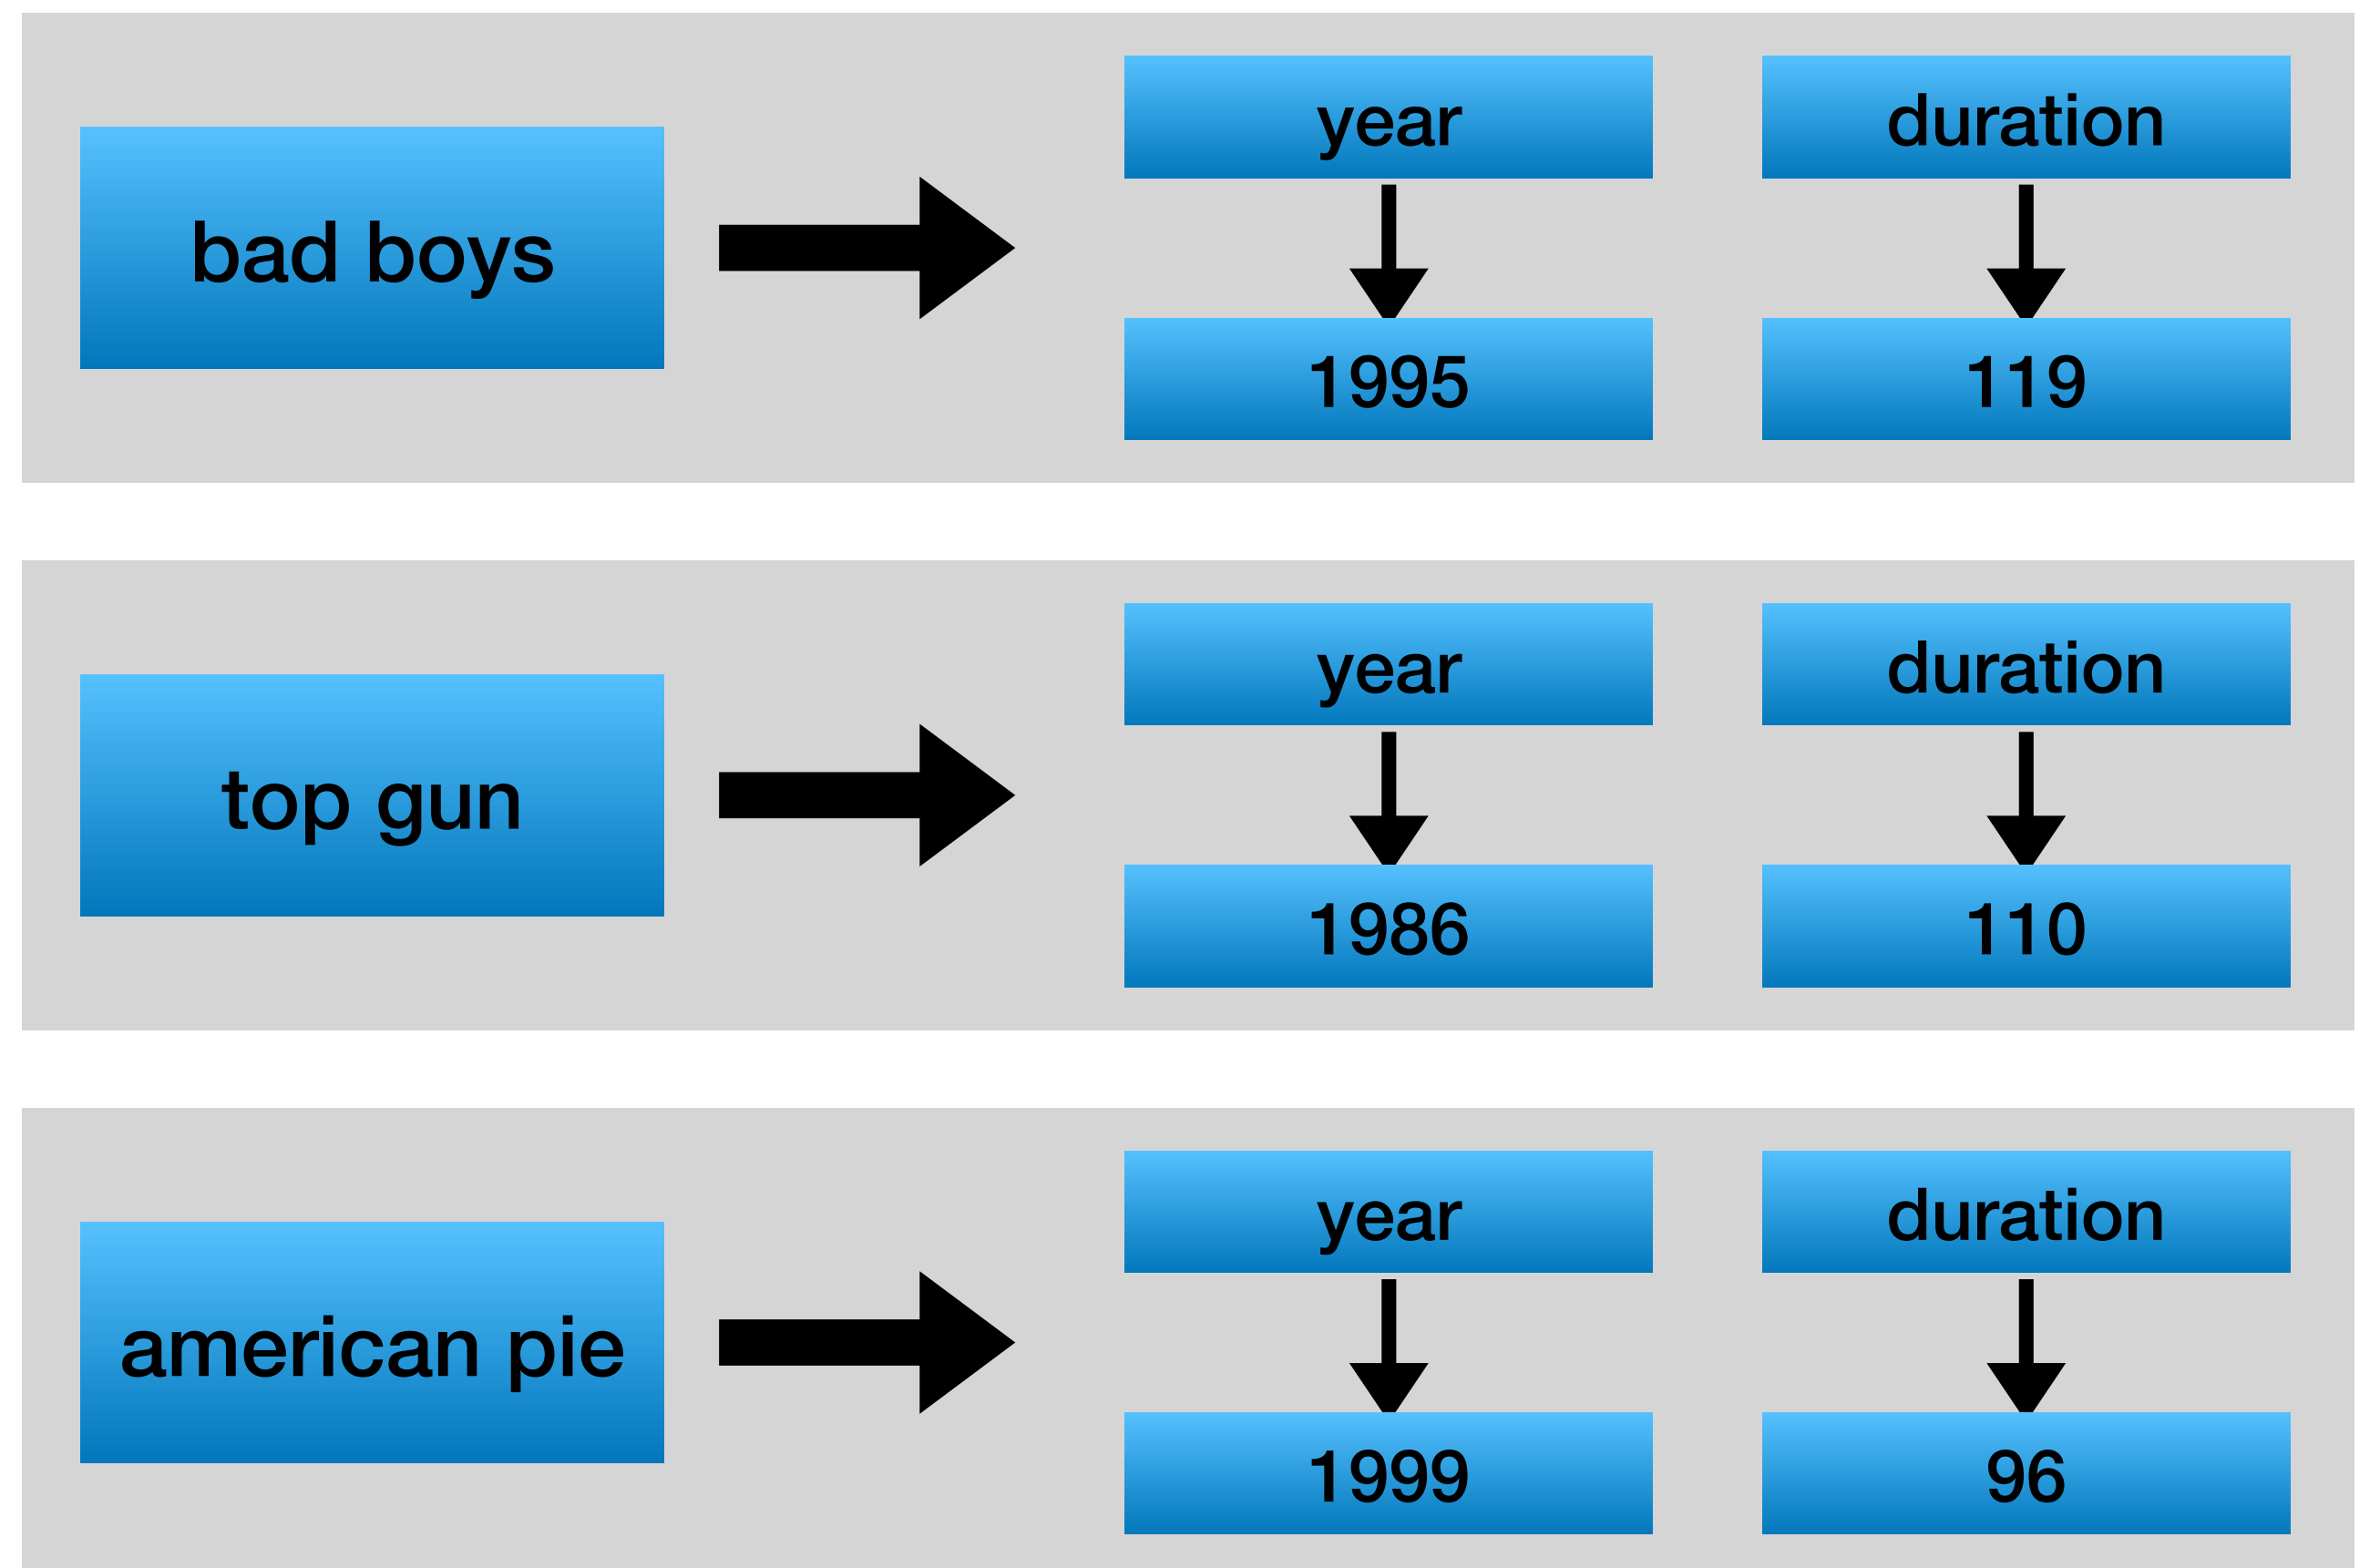 bad boys
year
duration
1995
119
top gun
year
duration
1986
110
american pie
year
duration
1999
96